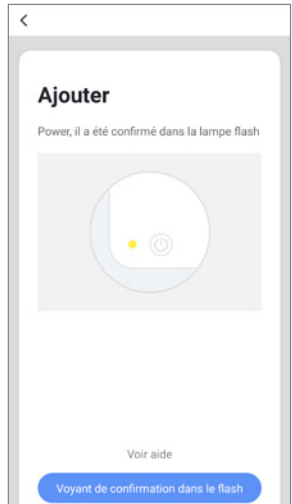 Ajouter
Power, il a été confirmé dans la lampe flash
Voir aide
Voyant de confirmation dans le flash